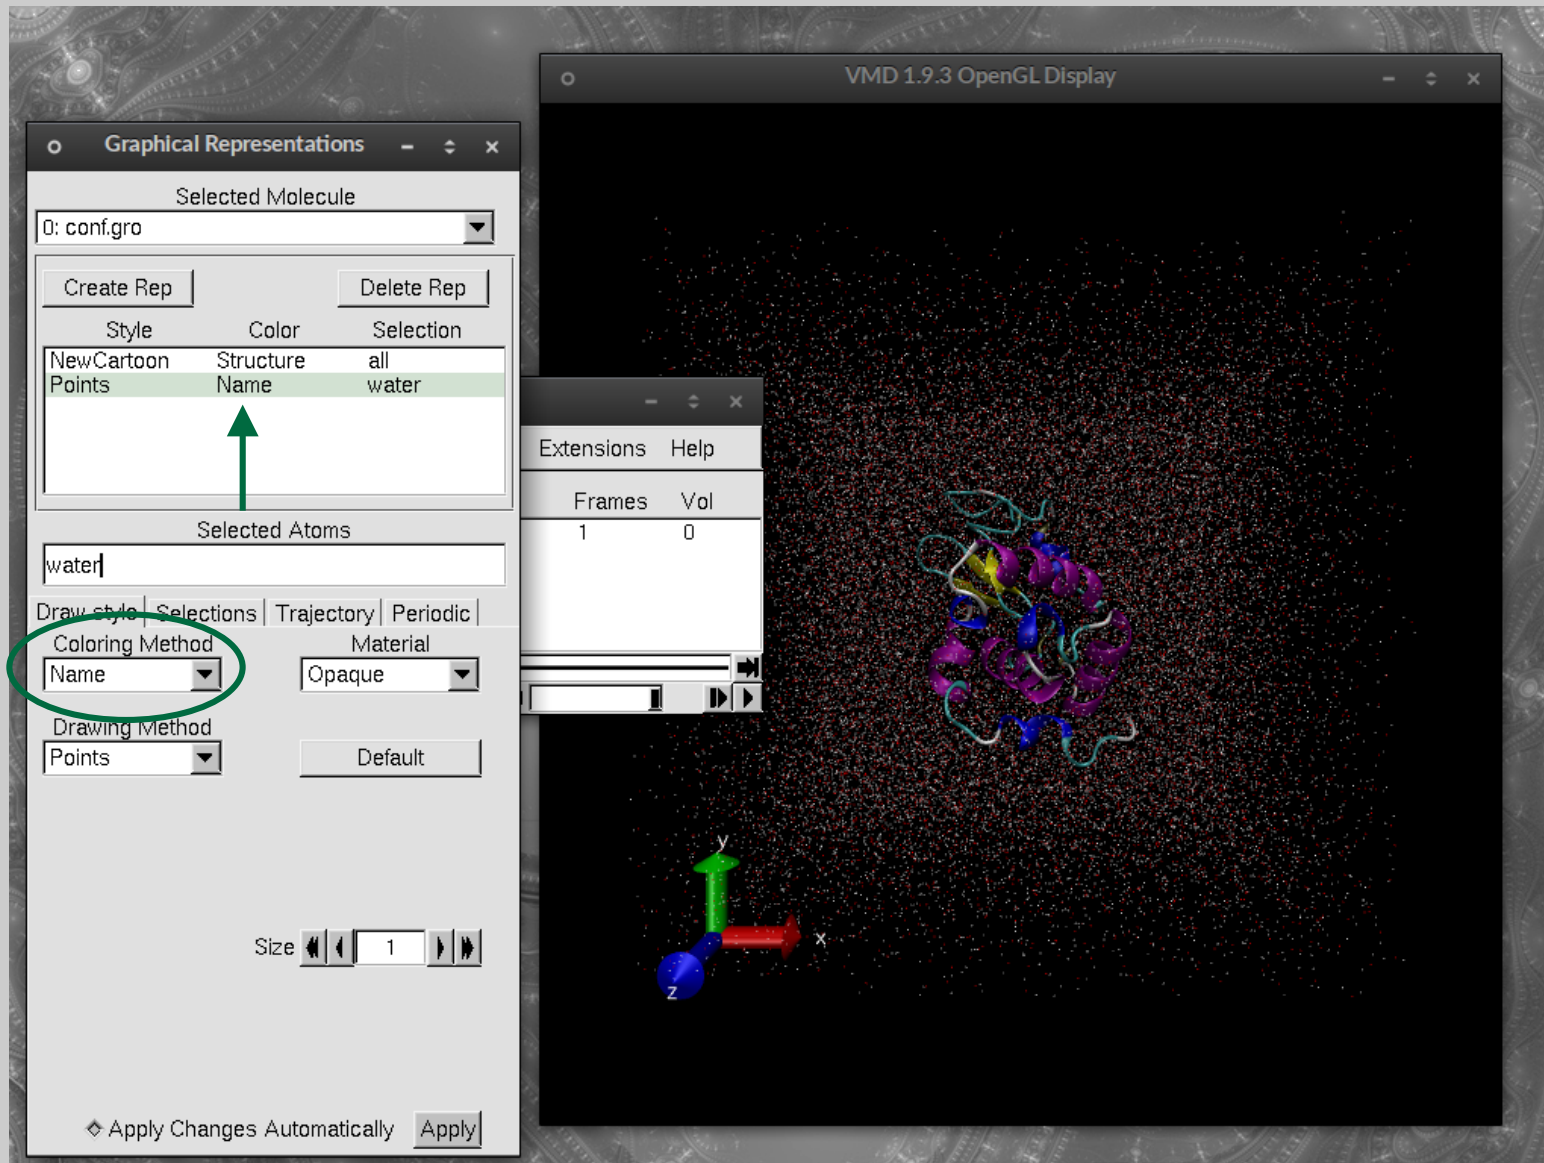 VMD 1.9.3 OpenGL Display
Graphical Representations
Selected Molecule
0: conf.gro
Create Rep Delete Rep
Style Color Selection
NewCartoon Structure all
Points Name water
Selected Atoms
water
Draw style Selections Trajectory Periodic
Coloring Method Material
Name Opaque
Drawing Method
Points Default
Size 1
Apply Changes Automatically Apply
Extensions Help
Frames Vol
1 0
y
x
z